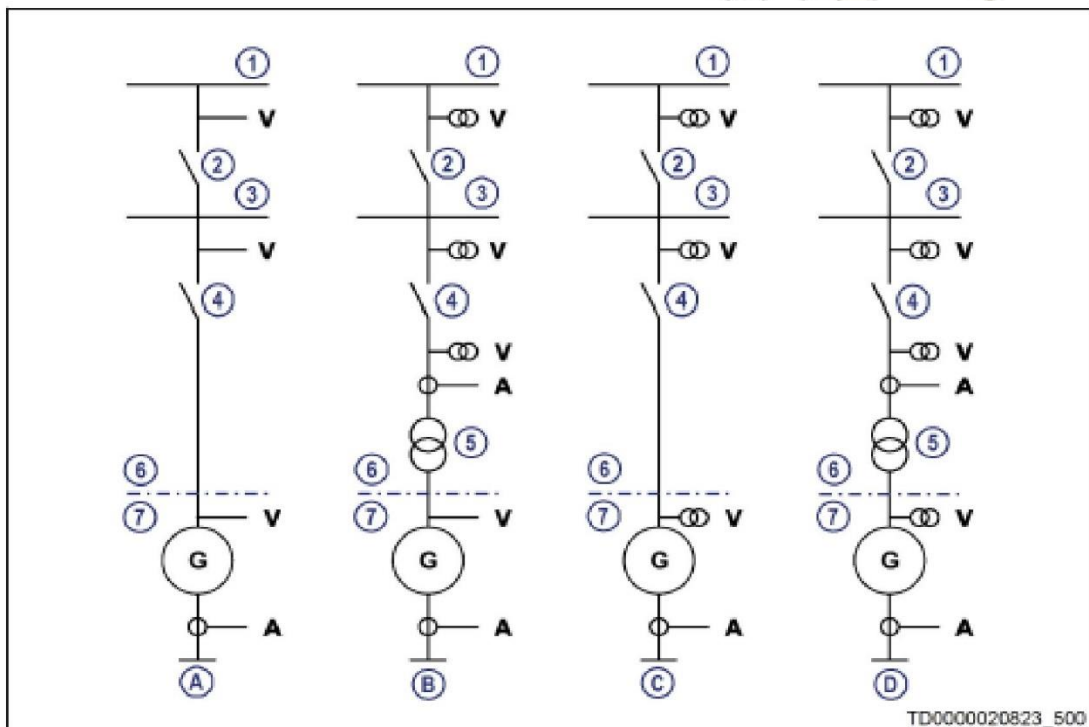 1 1 1 1
V V V V
2 2 2 2
3 3 3 3
V V V V
4 4 4 4
V V
A A
5 5
6 6 6 6
7 V 7 V 7 V 7 V
G G G G
A A A A
A B C D
TD0000020823_500